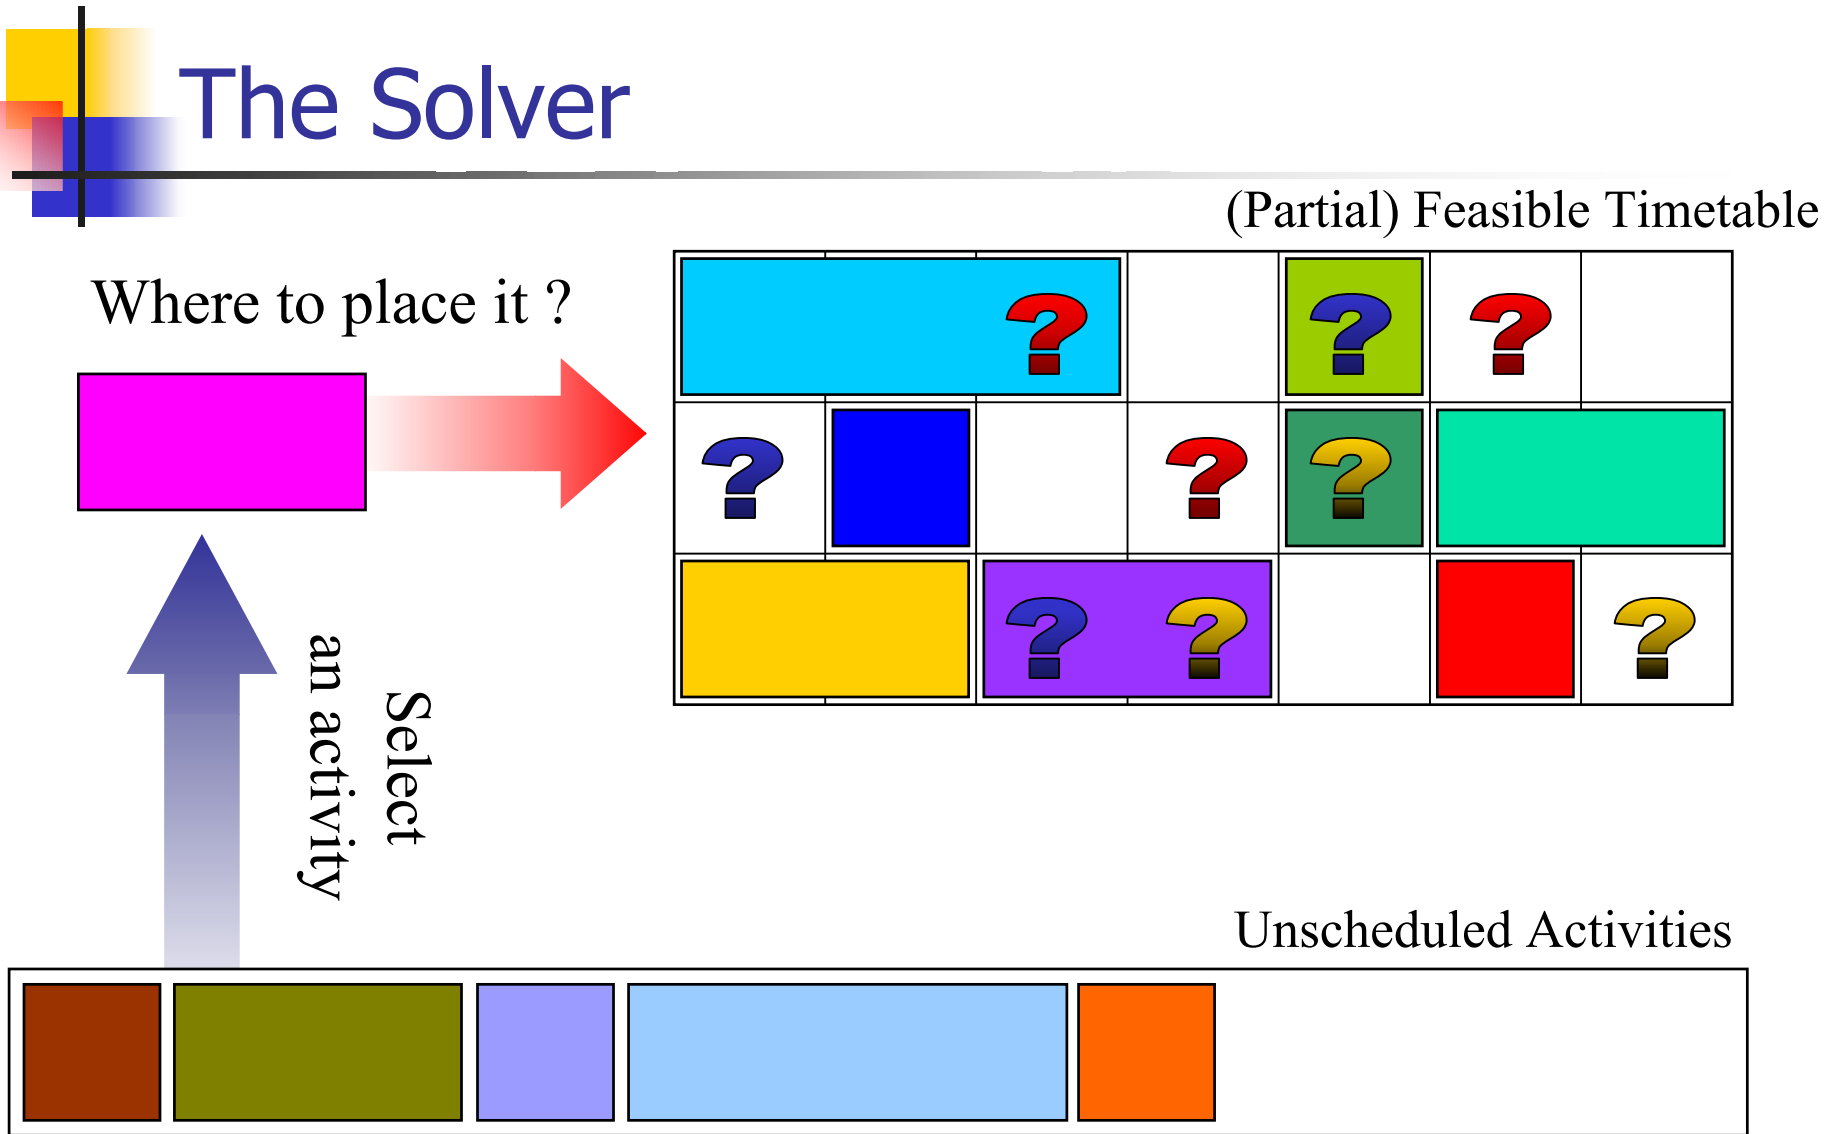 The Solver
(Partial) Feasible Timetable
Where to place it ?
? ? ?
? ? ?
? ? ?
Select
an activity
Unscheduled Activities